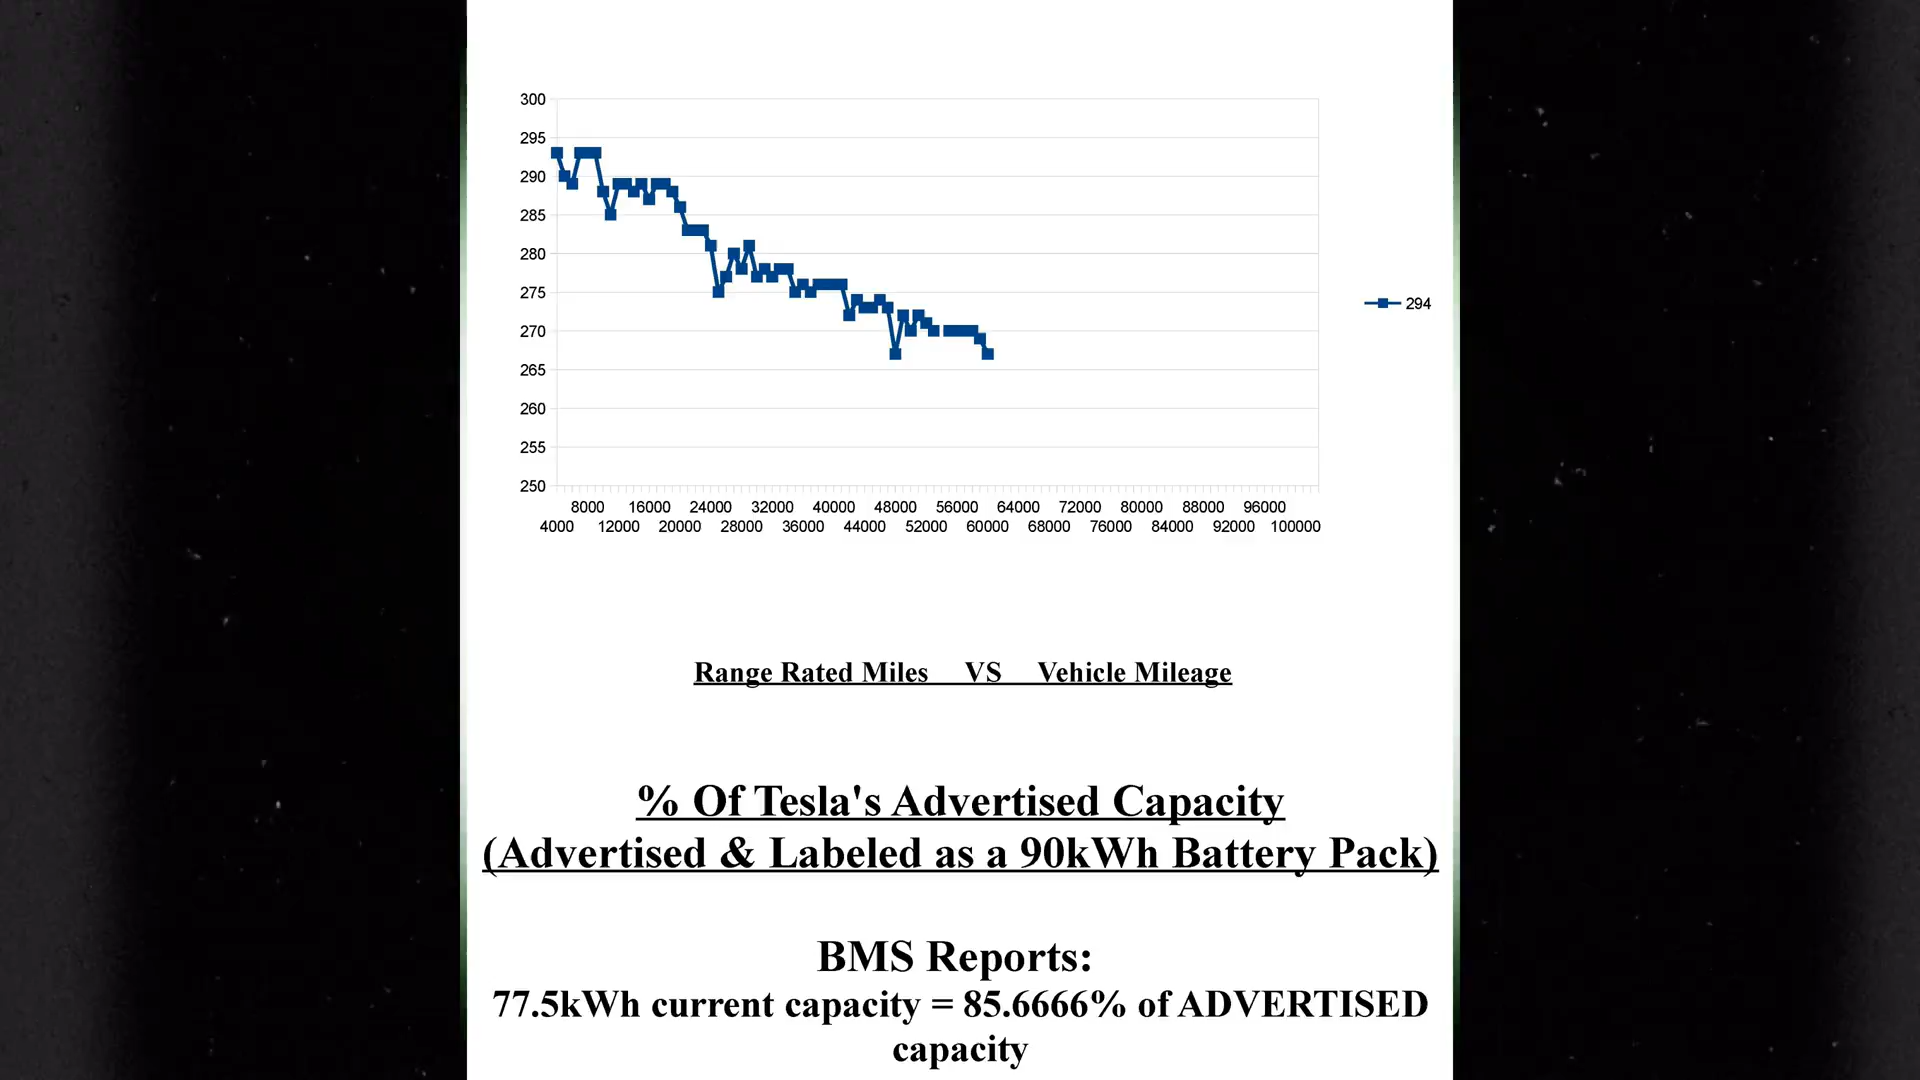 300
295
290
285
280
275
270
265
260
255
250
294
8000 16000 24000 32000 40000 48000 56000 64000 72000 80000 88000 96000
4000 12000 20000 28000 36000 44000 52000 60000 68000 76000 84000 92000 100000
Range Rated Miles VS Vehicle Mileage
% Of Tesla's Advertised Capacity
(Advertised & Labeled as a 90kWh Battery Pack)
BMS Reports:
77.5kWh current capacity = 85.6666% of ADVERTISED
capacity